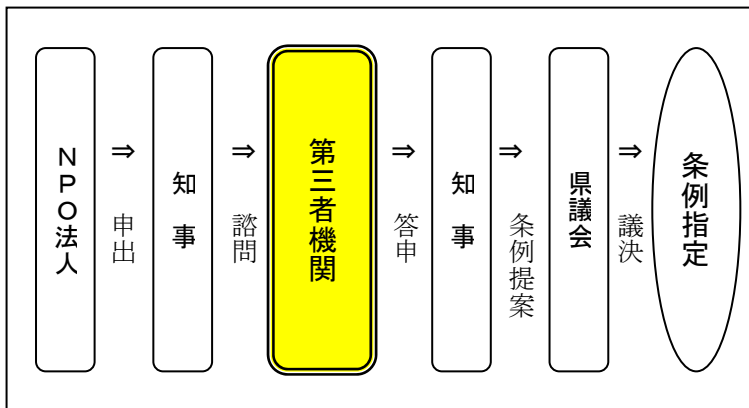 NPO法人
⇒
申出
知事
⇒
諮問
第三者機関
⇒
答申
知事
⇒
条例提案
県議会
⇒
議決
条例指定